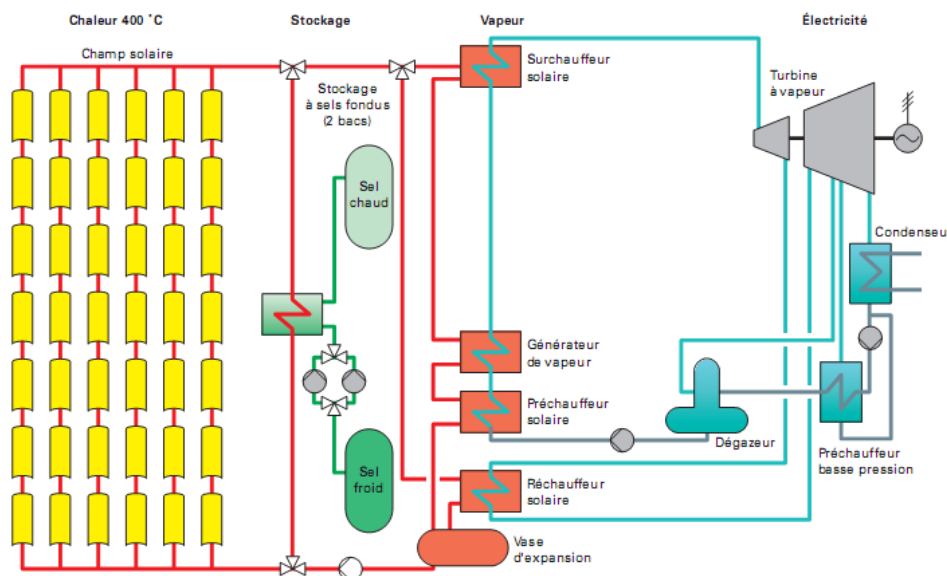 Chaleur 400 °C
Stockage
Vapeur
Électricité
Champ solaire
Stockage
à sels fondus
(2 bacs)
Surchauffeur
solaire
Turbine
à vapeur
Sel
chaud
Condenseu
Générateur
de vapeur
Préchauffeur
solaire
Dégazeur
Préchauffeur
basse pression
Sel
froid
Réchauffeur
solaire
Vase
d'expansion